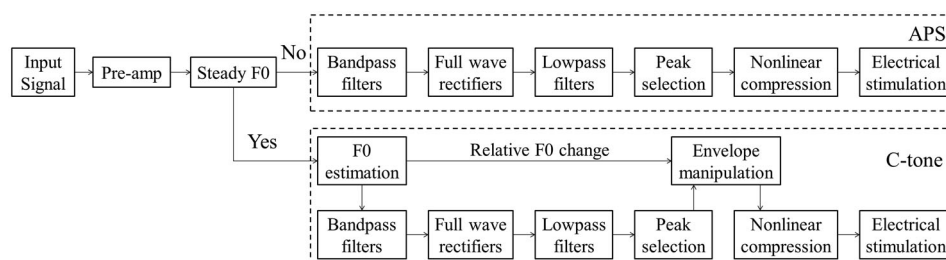 APS
No
Input
Signal
Pre-amp
Steady F0
Bandpass
filters
Full wave
rectifiers
Lowpass
filters
Peak
selection
Nonlinear
compression
Electrical
stimulation
Yes
F0
estimation
Relative F0 change
Envelope
manipulation
C-tone
Bandpass
filters
Full wave
rectifiers
Lowpass
filters
Peak
selection
Nonlinear
compression
Electrical
stimulation